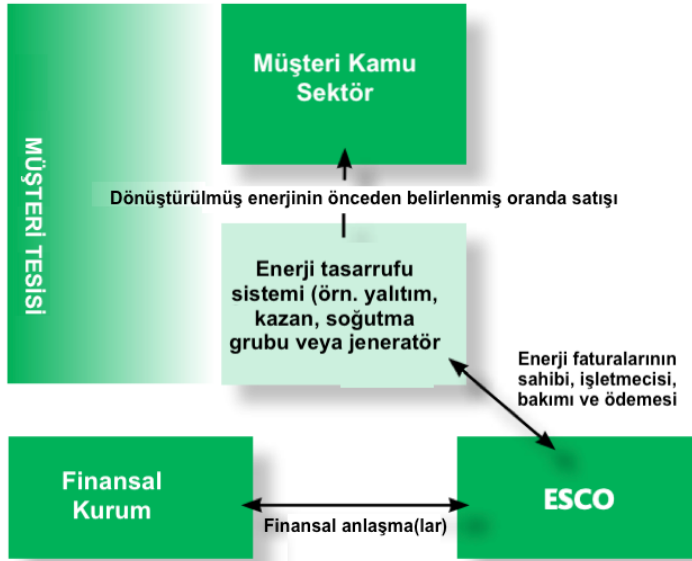 Müşteri Kamu
Sektör
MÜŞTERİ TESİSİ
Dönüştürülmüş enerjinin önceden belirlenmiş oranda satışı
Enerji tasarrufu
sistemi (örn. yalıtım,
kazan, soğutma
grubu veya jeneratör
Enerji faturalarının
sahibi, işletmecisi,
bakımı ve ödemesi
Finansal
Kurum
Finansal anlaşma(lar)
ESCO